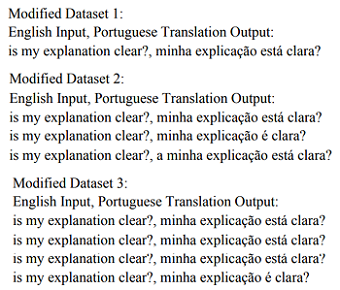 Modified Dataset 1:
English Input, Portuguese Translation Output:
is my explanation clear?, minha explicação está clara?
Modified Dataset 2:
English Input, Portuguese Translation Output:
is my explanation clear?, minha explicação está clara?
is my explanation clear?, minha explicação é clara?
is my explanation clear?, a minha explicação está clara?
Modified Dataset 3:
English Input, Portuguese Translation Output:
is my explanation clear?, minha explicação está clara?
is my explanation clear?, minha explicação está clara?
is my explanation clear?, minha explicação está clara?
is my explanation clear?, minha explicação é clara?